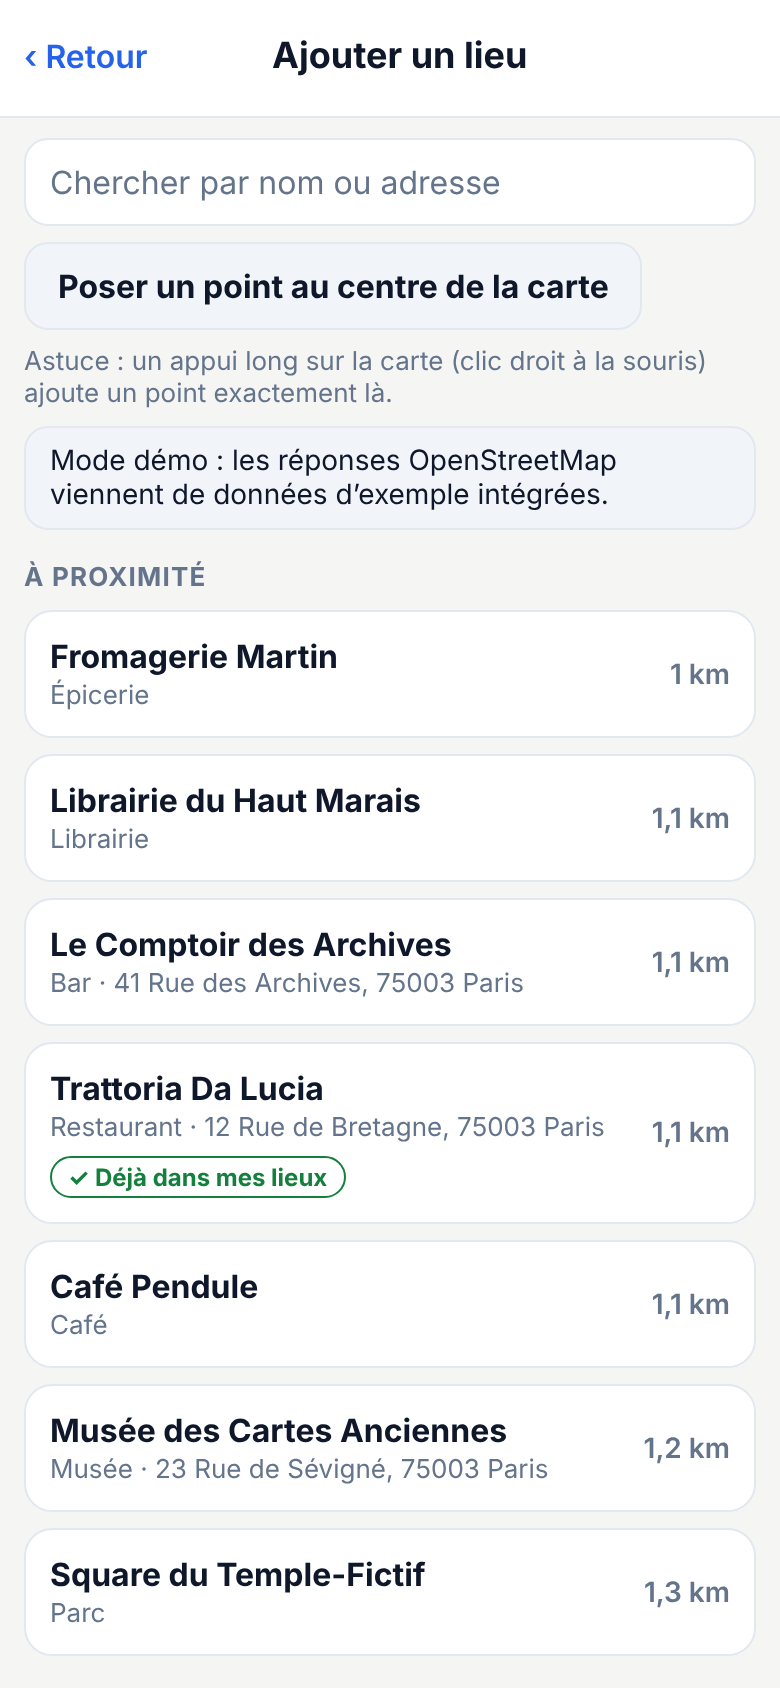 ‹ Retour
Ajouter un lieu
Chercher par nom ou adresse
Poser un point au centre de la carte
Astuce : un appui long sur la carte (clic droit à la souris)
ajoute un point exactement là.
Mode démo : les réponses OpenStreetMap
viennent de données d’exemple intégrées.
À PROXIMITÉ
Fromagerie Martin
Épicerie
1 km
Librairie du Haut Marais
Librairie
1,1 km
Le Comptoir des Archives
Bar · 41 Rue des Archives, 75003 Paris
1,1 km
Trattoria Da Lucia
Restaurant · 12 Rue de Bretagne, 75003 Paris
✓ Déjà dans mes lieux
1,1 km
Café Pendule
Café
1,1 km
Musée des Cartes Anciennes
Musée · 23 Rue de Sévigné, 75003 Paris
1,2 km
Square du Temple-Fictif
Parc
1,3 km